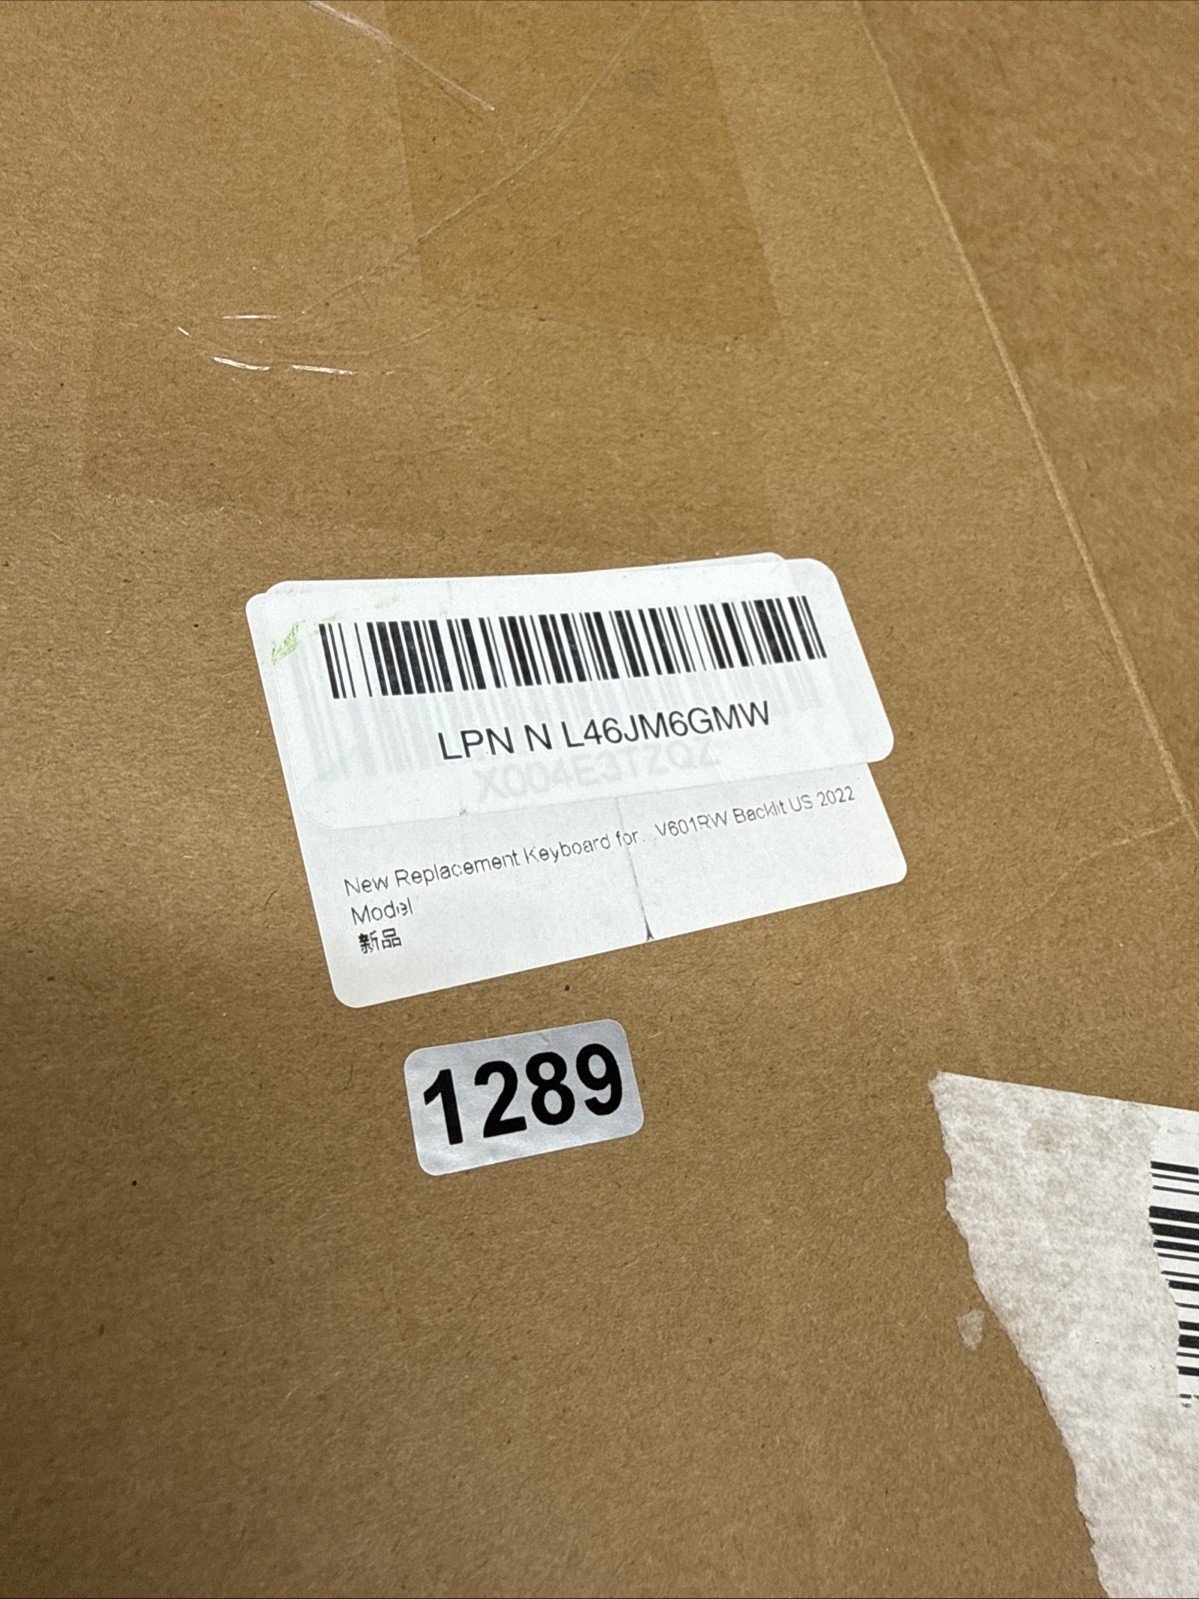 LPN N L46JM6GMW
X004E3TZQZ
New Replacement Keyboard for... V601RW Backlit US 2022
Model
新品
1289